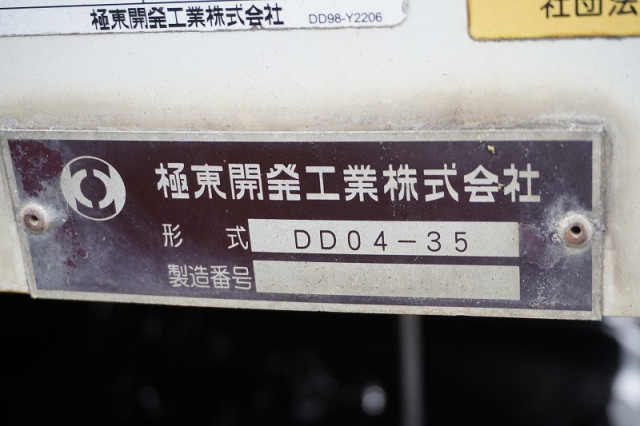 極東開発工業株式会社 DD98-Y2206
社団法
極東開発工業株式会社
形式 DD04-35
製造番号